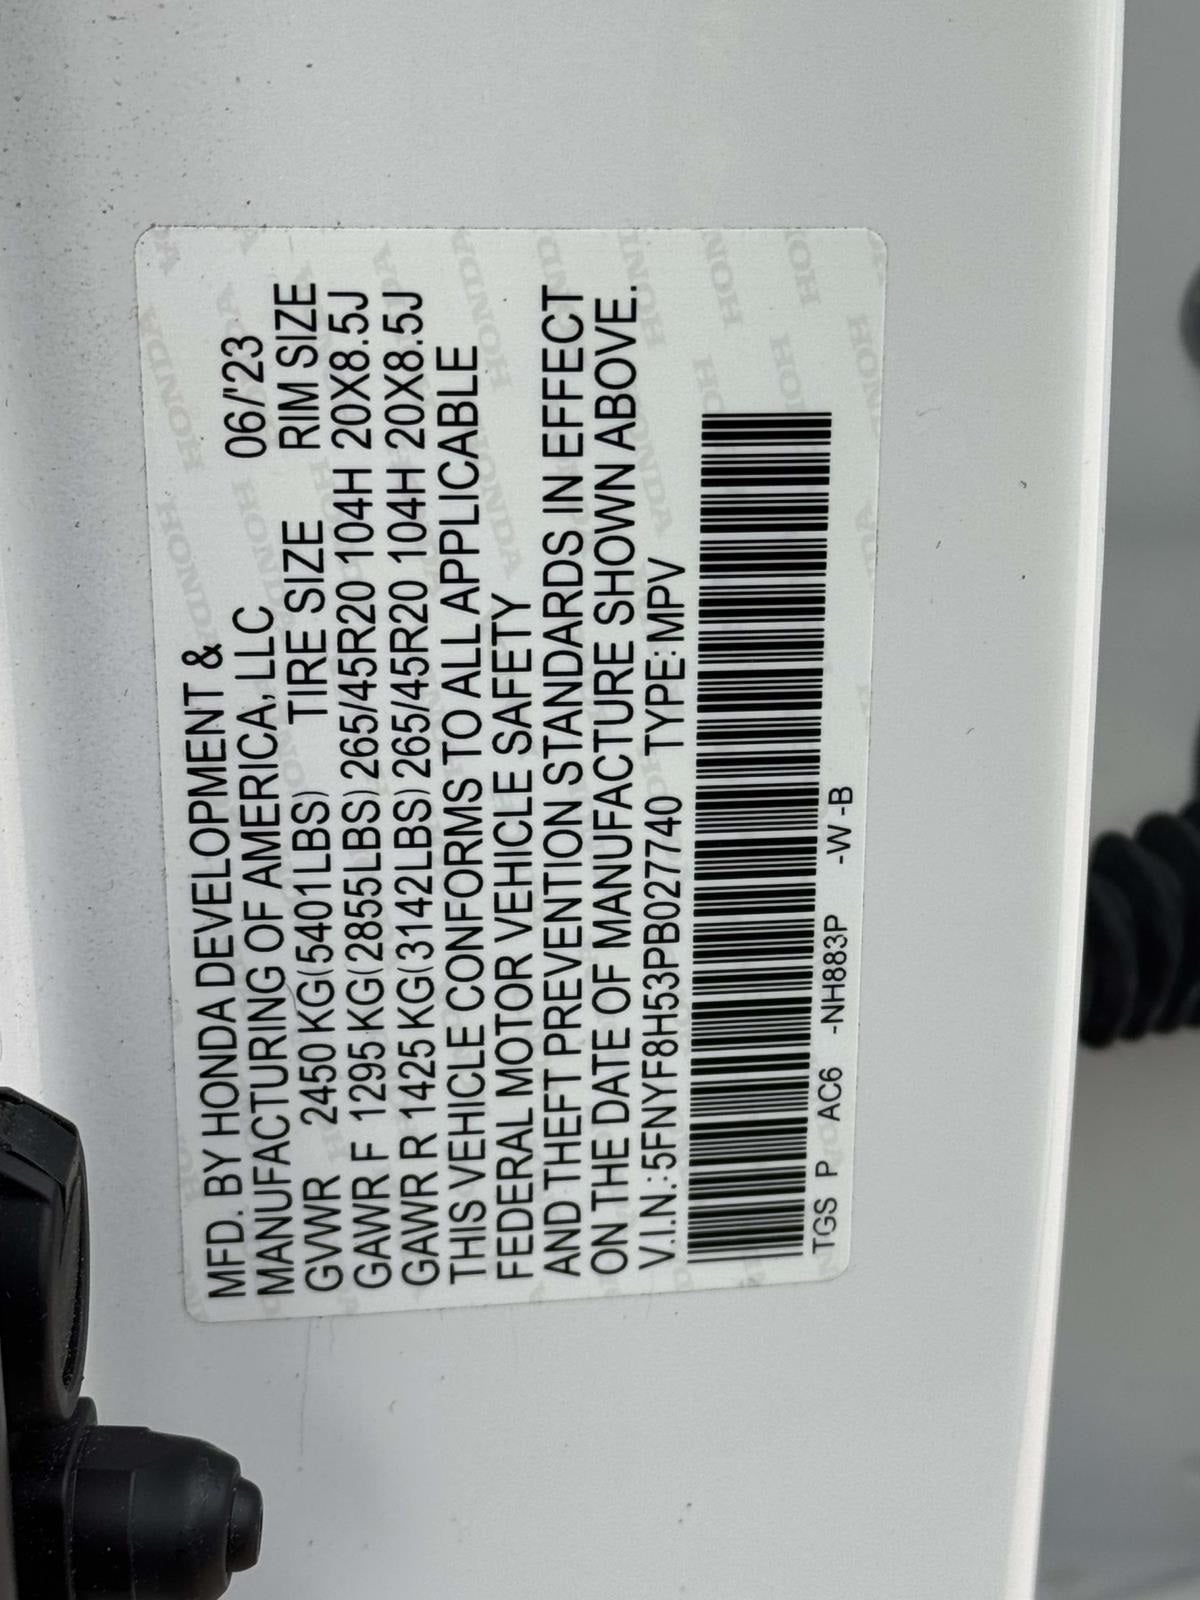 MFD. BY HONDA DEVELOPMENT &
MANUFACTURING OF AMERICA, LLC 06/'23
GVWR 2450 KG(5401LBS) TIRE SIZE RIM SIZE
GAWR F 1295 KG(2855LBS) 265/45R20 104H 20X8.5J
GAWR R 1425 KG(3142LBS) 265/45R20 104H 20X8.5J
THIS VEHICLE CONFORMS TO ALL APPLICABLE
FEDERAL MOTOR VEHICLE SAFETY
AND THEFT PREVENTION STANDARDS IN EFFECT
ON THE DATE OF MANUFACTURE SHOWN ABOVE.
V.I.N.:5FNYF8H53PB027740 TYPE:MPV
TGS P AC6 -NH883P -W -B